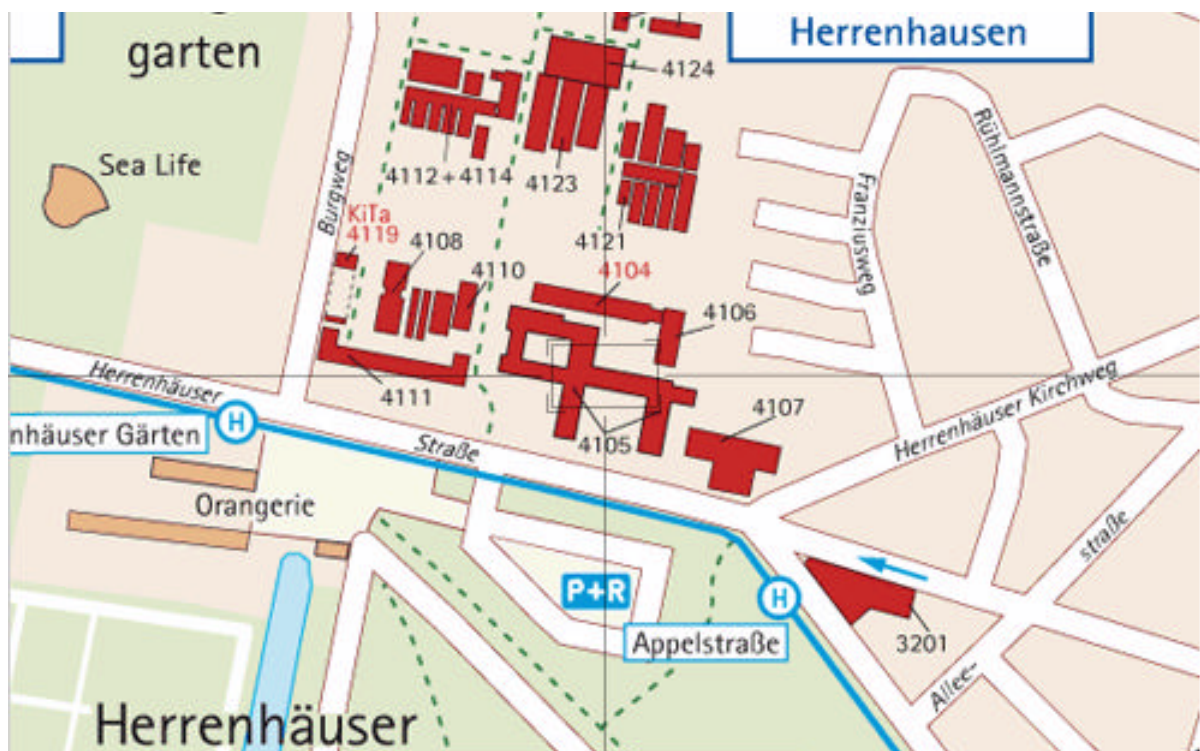 garten
Herrenhausen
4124
Sea Life
4112 + 4114
4123
Burgweg
KiTa
4119
4108
4110
4121
4104
4106
Franziusweg
Rühlmannstraße
Herrenhäuser
4111
4105
4107
Herrenhäuser Kirchweg
H
nhäuser Gärten
Straße
Orangerie
straße
P+R
H
Appelstraße
3201
Allee-
Herrenhäuser